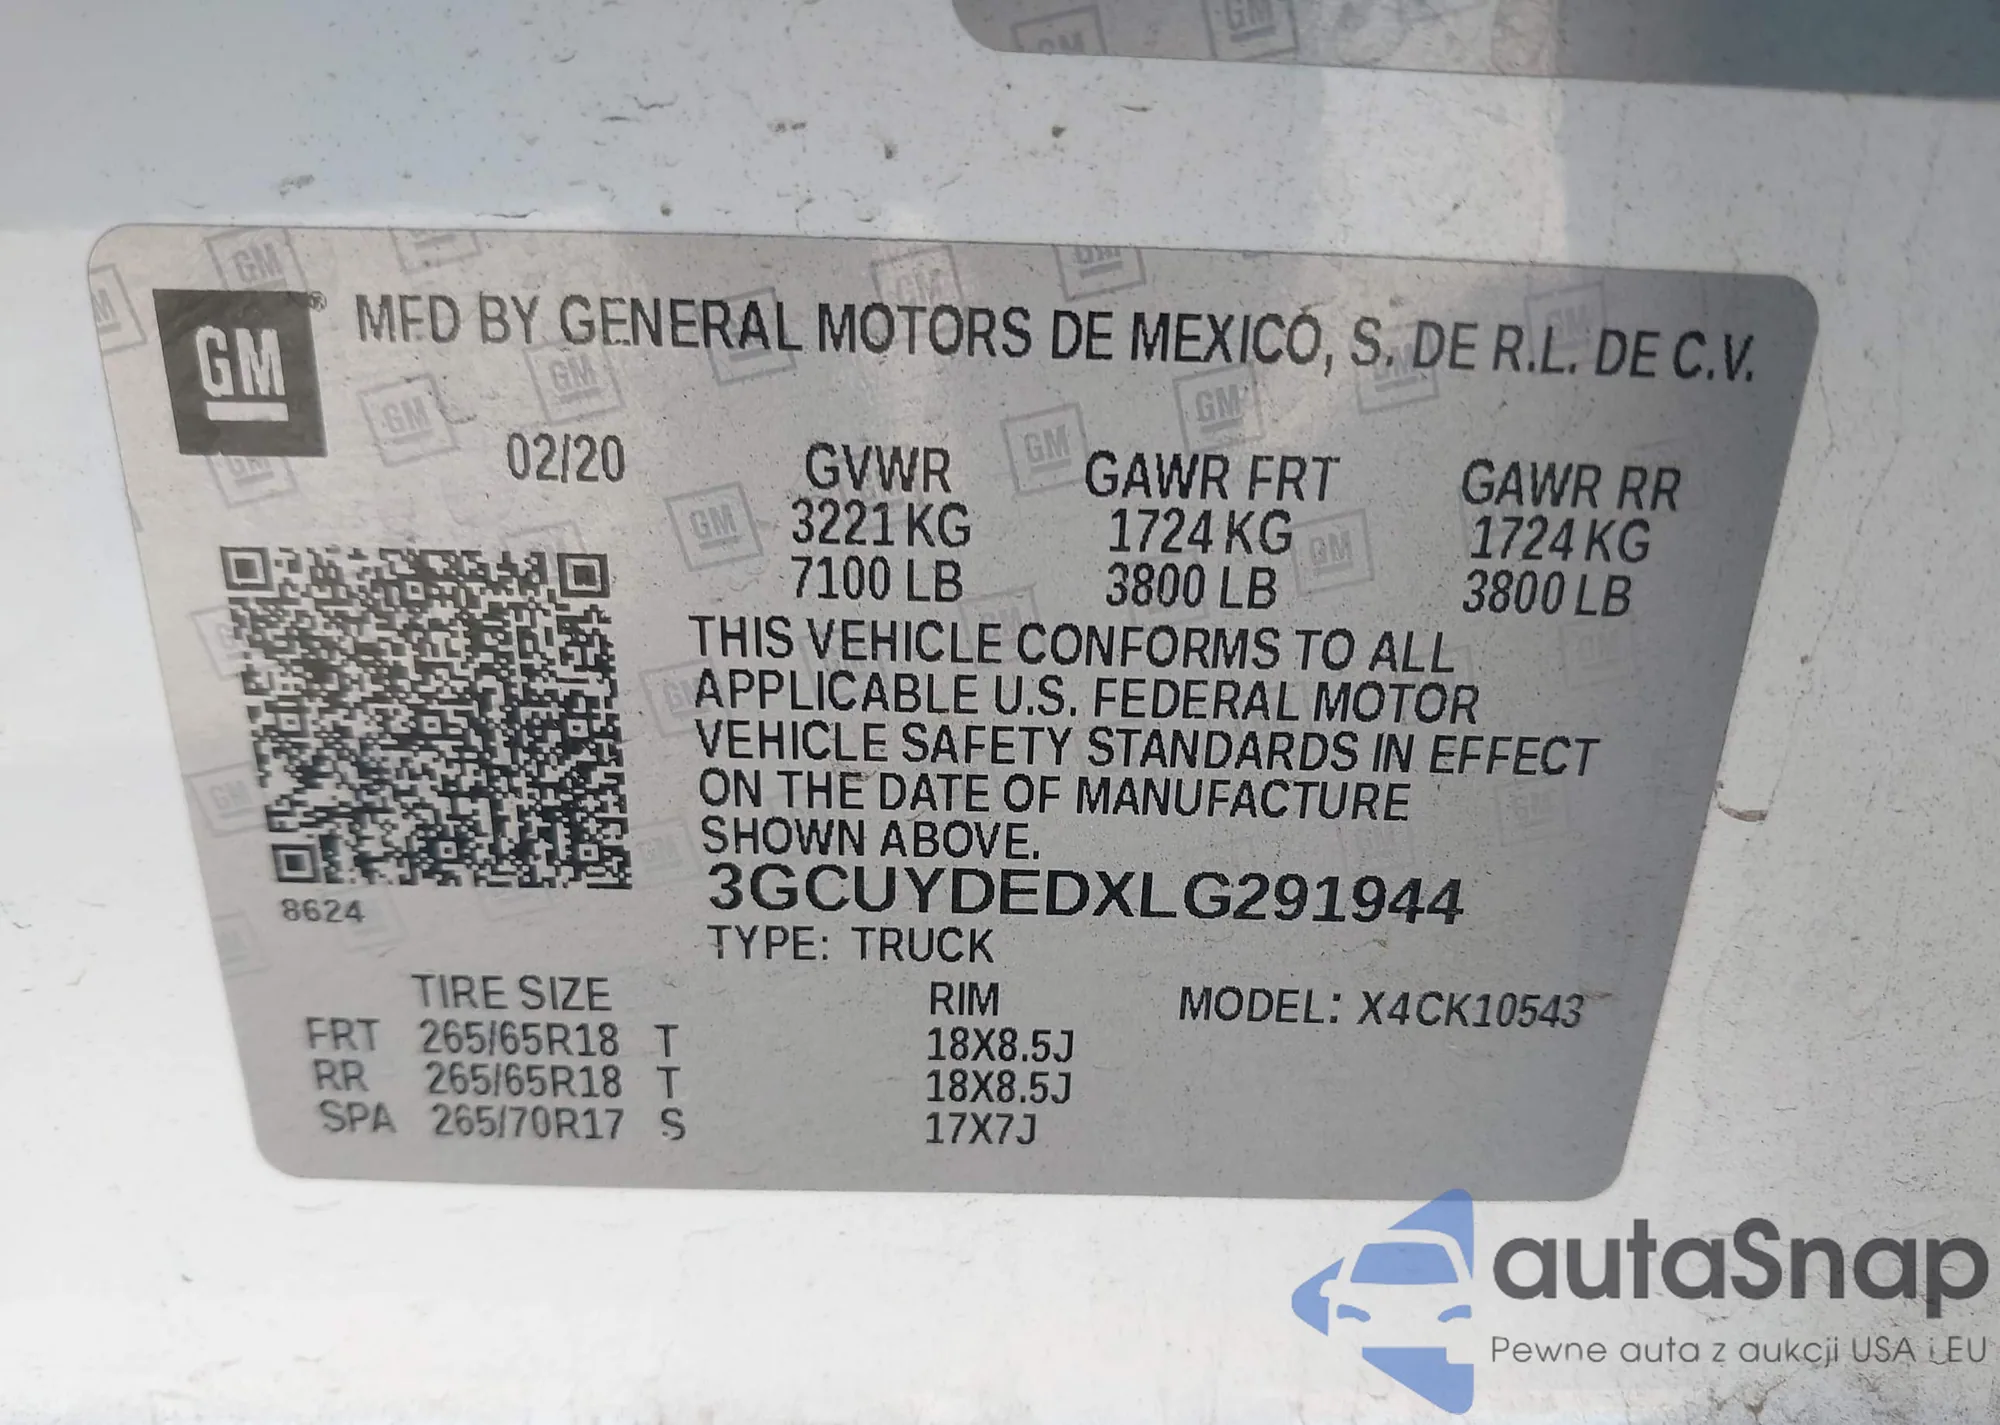 GM ® MFD BY GENERAL MOTORS DE MEXICO, S. DE R.L. DE C.V.
02/20 GVWR GAWR FRT GAWR RR
3221 KG 1724 KG 1724 KG
7100 LB 3800 LB 3800 LB
THIS VEHICLE CONFORMS TO ALL
APPLICABLE U.S. FEDERAL MOTOR
VEHICLE SAFETY STANDARDS IN EFFECT
ON THE DATE OF MANUFACTURE
SHOWN ABOVE.
3GCUYDEDXLG291944
8624
TYPE: TRUCK
TIRE SIZE RIM MODEL: X4CK10543
FRT 265/65R18 T 18X8.5J
RR 265/65R18 T 18X8.5J
SPA 265/70R17 S 17X7J
autaSnap
Pewne auta z aukcji USA i EU